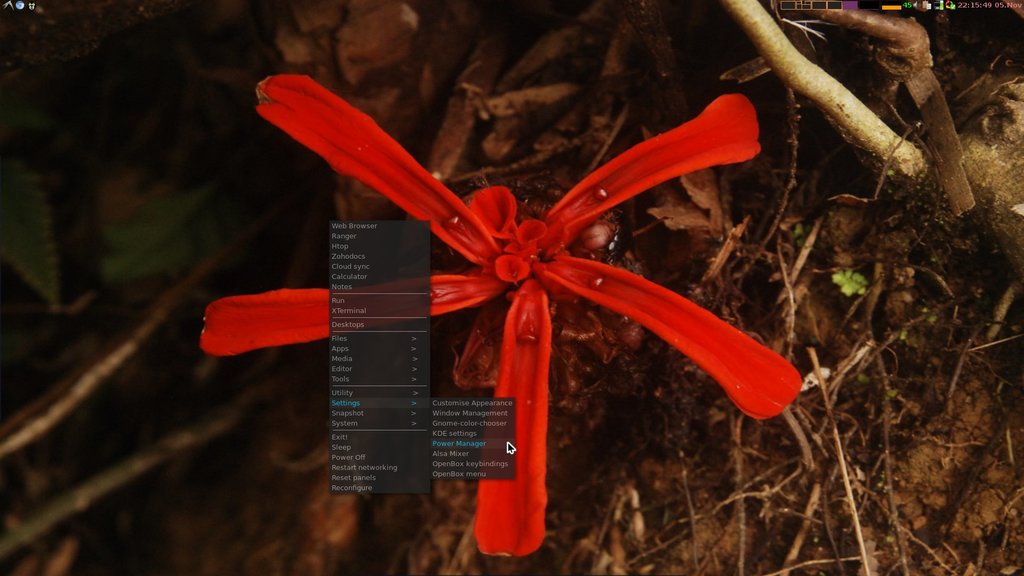 45 22:15:49 05.Nov
Web Browser
Ranger
Htop
Zohodocs
Cloud sync
Calculator
Notes
Run
XTerminal
Desktops
Files >
Apps >
Media >
Editor >
Tools >
Utility >
Settings >
Snapshot >
System >
Exit!
Sleep
Power Off
Restart networking
Reset panels
Reconfigure
Customise Appearance
Window Management
Gnome-color-chooser
KDE settings
Power Manager
Alsa Mixer
OpenBox keybindings
OpenBox menu